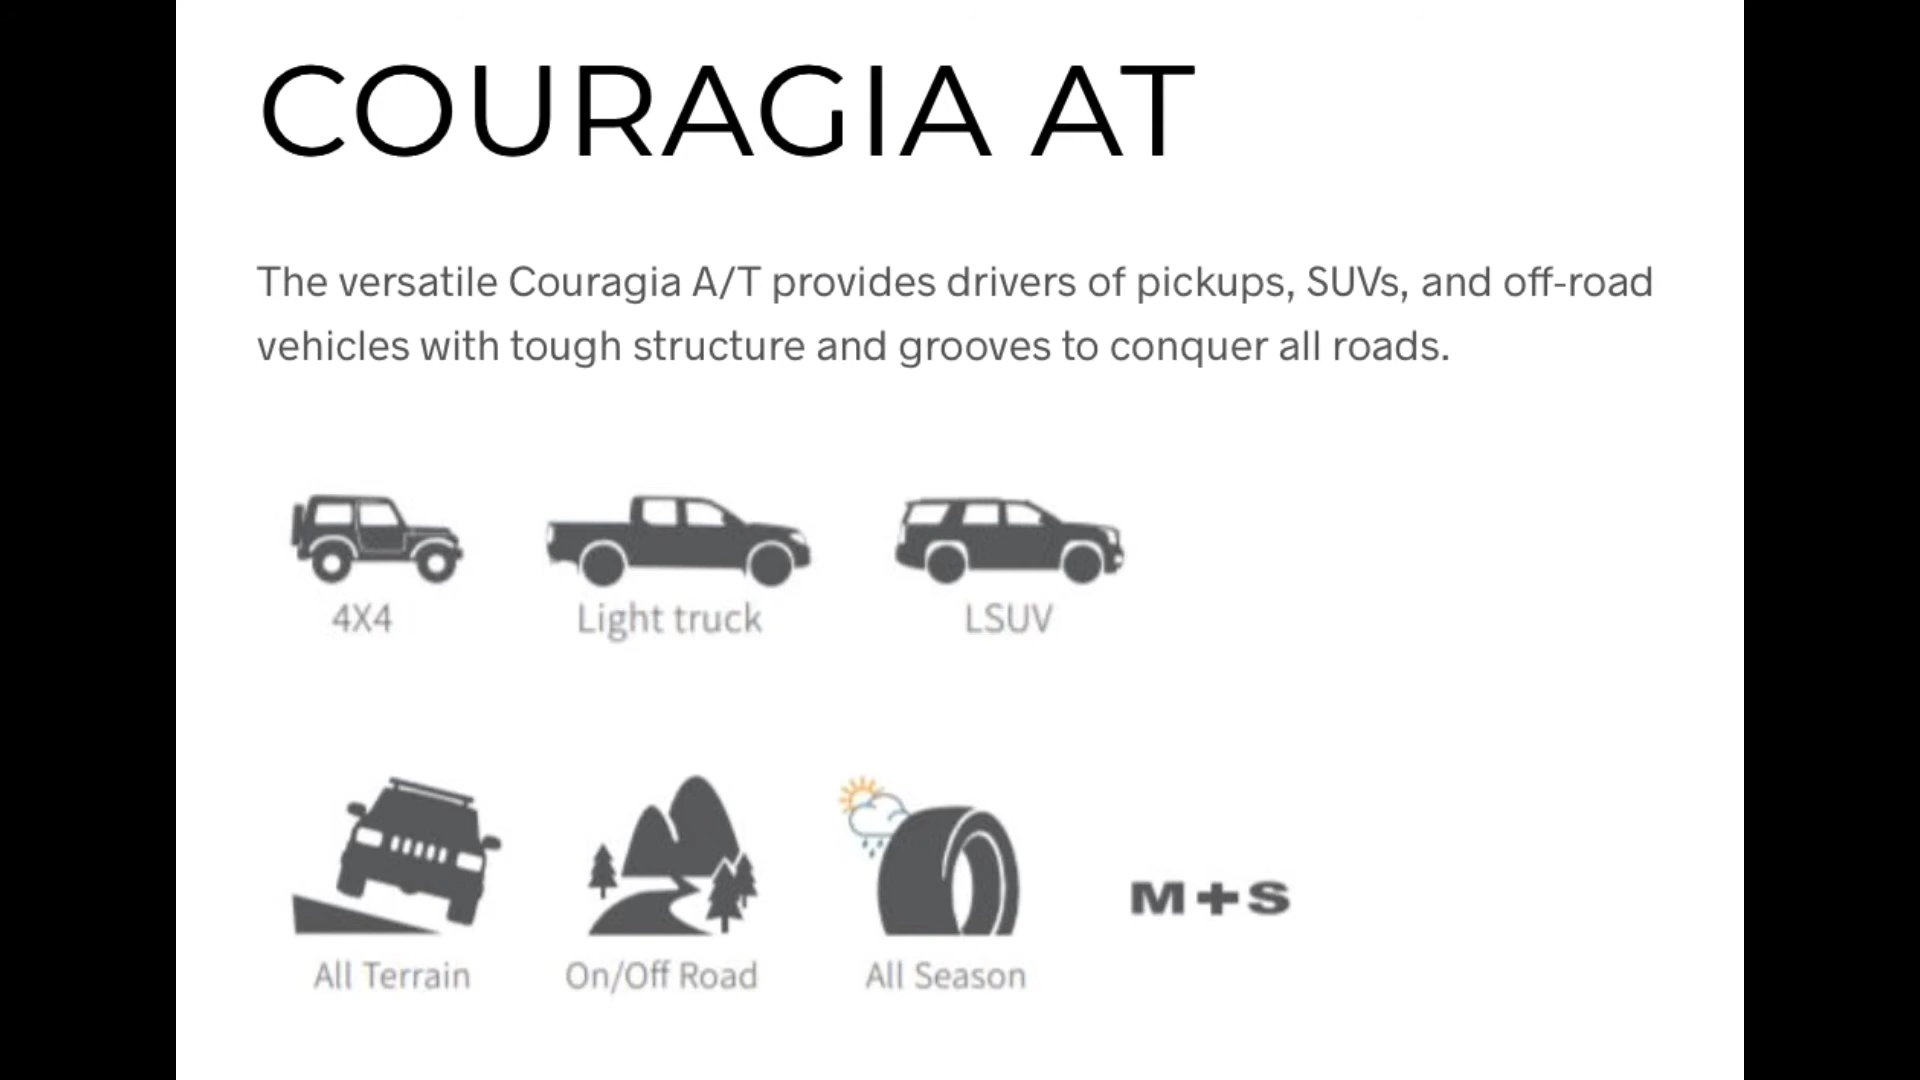 COURAGIA AT
The versatile Couragia A/T provides drivers of pickups, SUVs, and off-road
vehicles with tough structure and grooves to conquer all roads.
4X4 Light truck LSUV
M+S
All Terrain On/Off Road All Season